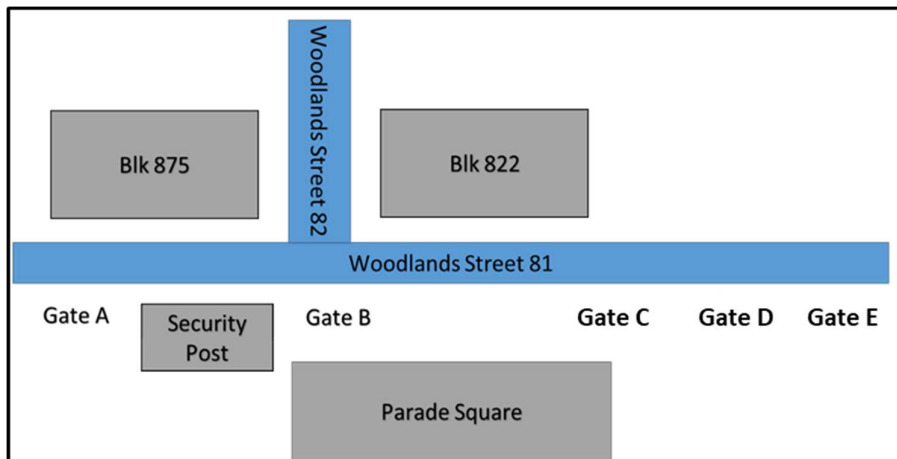 Woodlands Street 82
Blk 875
Blk 822
Woodlands Street 81
Gate A
Security
Post
Gate B
Gate C
Gate D
Gate E
Parade Square